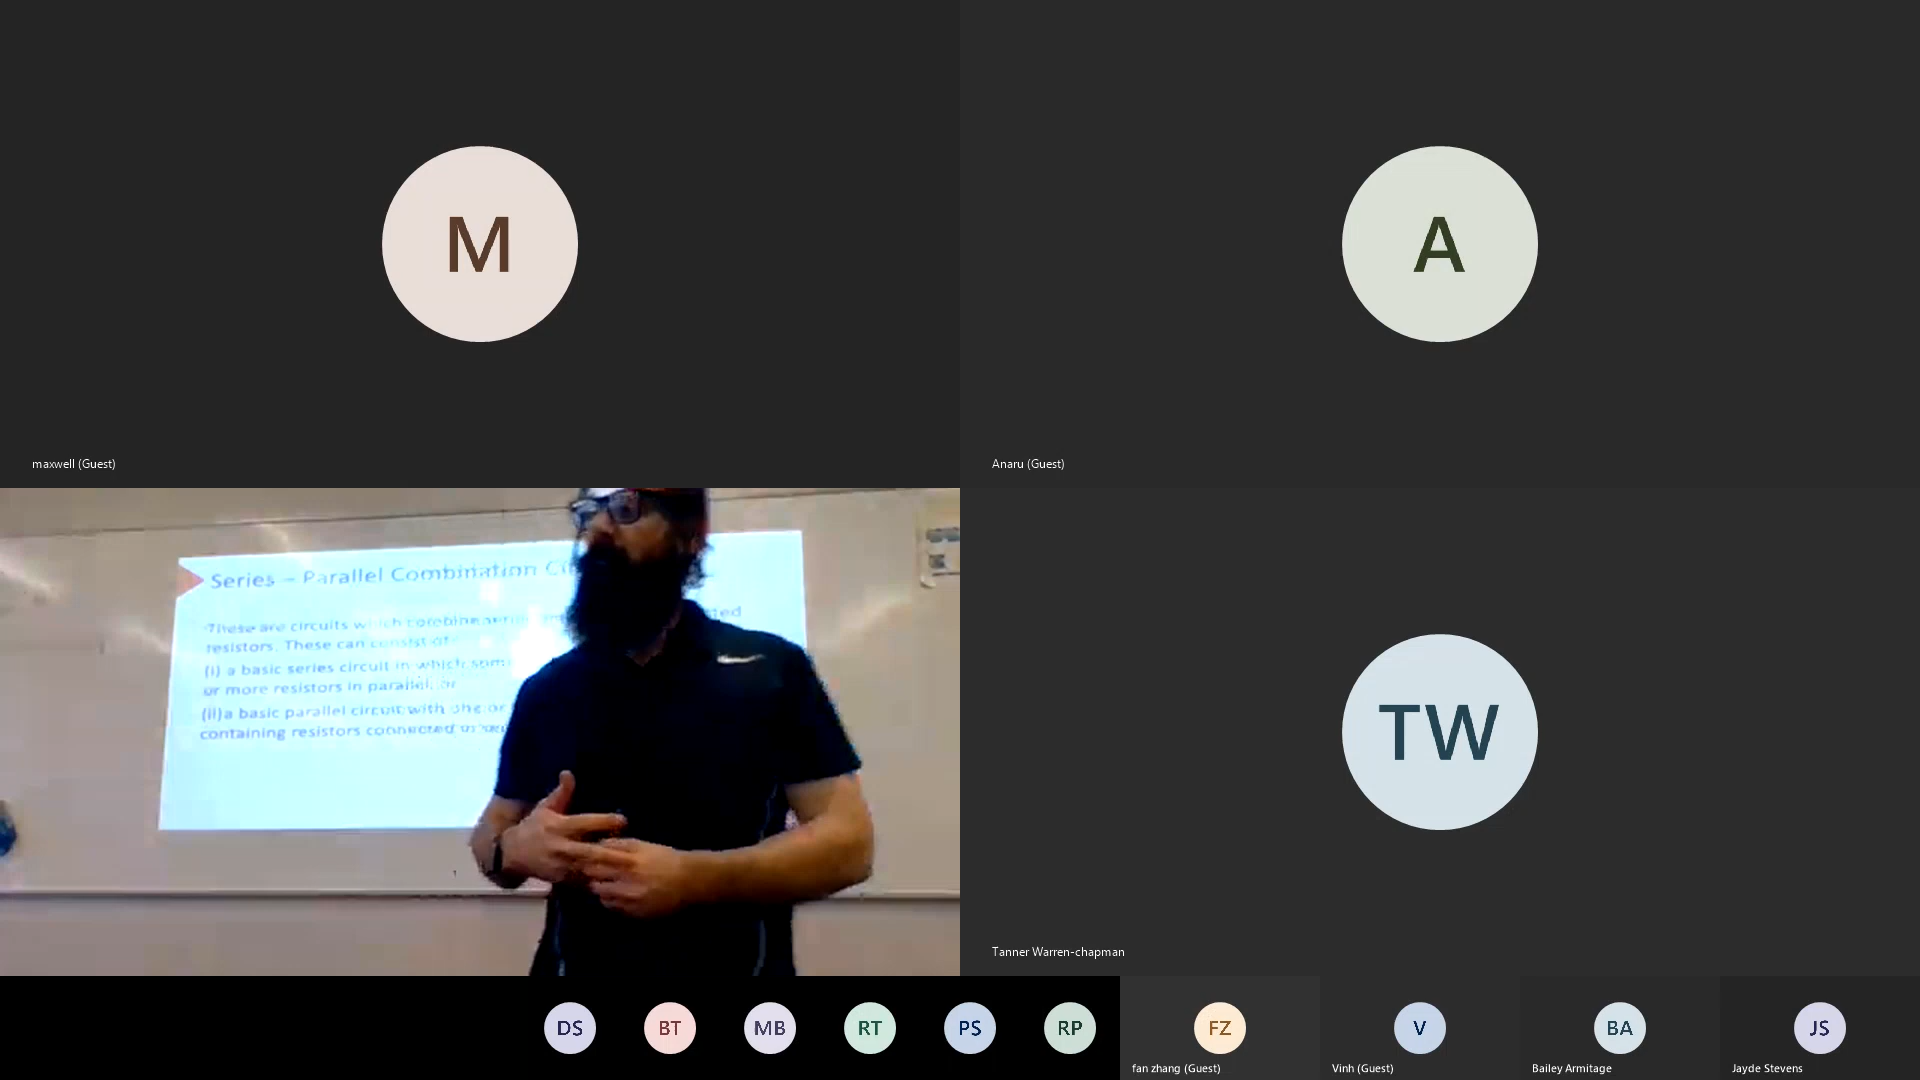 M
A
maxwell (Guest)
Anaru (Guest)
Series – Parallel Combination
These are circuits which combine
resistors. These can consist of
(i) a basic series circuit in which some
or more resistors in parallel, or
(ii)a basic parallel circuit with one or
containing resistors connected in
TW
Tanner Warren-chapman
DS
BT
MB
RT
PS
RP
FZ
V
BA
JS
fan zhang (Guest)
Vinh (Guest)
Bailey Armitage
Jayde Stevens